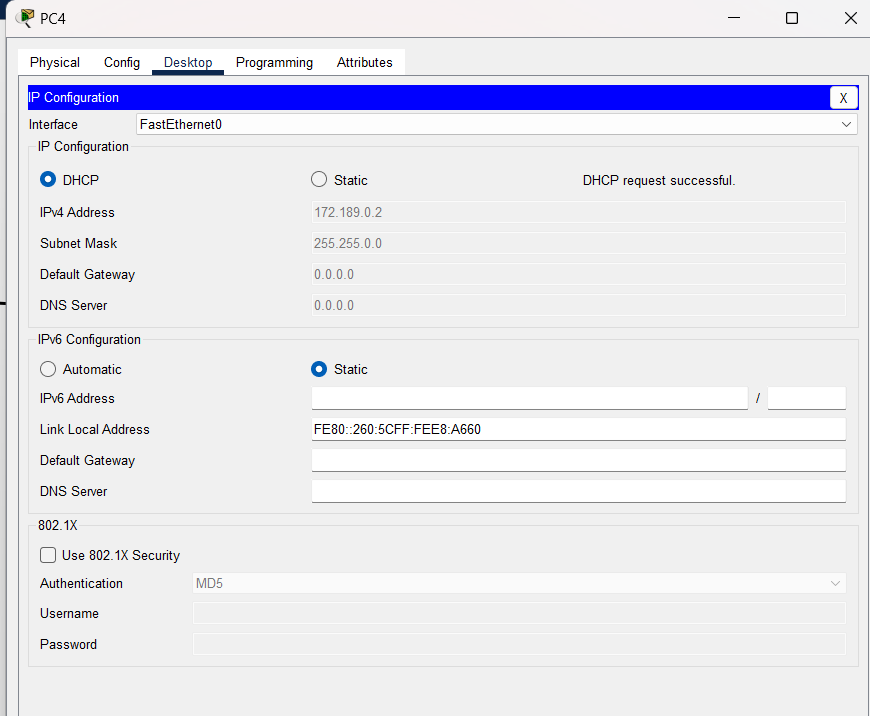 PC4
Physical Config Desktop Programming Attributes
IP Configuration X
Interface FastEthernet0
IP Configuration
DHCP Static DHCP request successful.
IPv4 Address 172.189.0.2
Subnet Mask 255.255.0.0
Default Gateway 0.0.0.0
DNS Server 0.0.0.0
IPv6 Configuration
Automatic Static
IPv6 Address /
Link Local Address FE80::260:5CFF:FEE8:A660
Default Gateway
DNS Server
802.1X
Use 802.1X Security
Authentication MD5
Username
Password